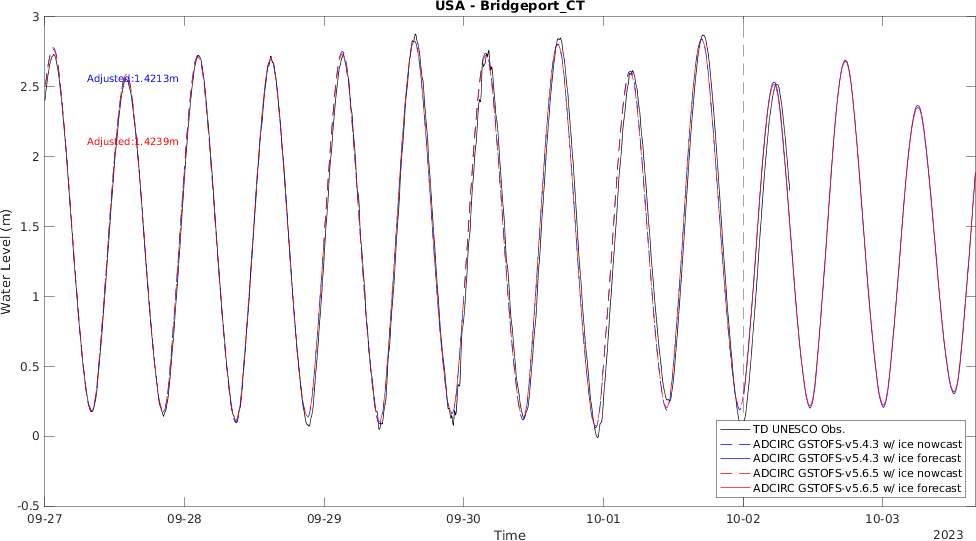 USA - Bridgeport_CT
3
2.5
2
1.5
1
0.5
0
-0.5
Water Level (m)
Adjusted:1.4213m
Adjusted:1.4239m
TD UNESCO Obs.
ADCIRC GSTOFS-v5.4.3 w/ ice nowcast
ADCIRC GSTOFS-v5.4.3 w/ ice forecast
ADCIRC GSTOFS-v5.6.5 w/ ice nowcast
ADCIRC GSTOFS-v5.6.5 w/ ice forecast
09-27 09-28 09-29 09-30 10-01 10-02 10-03
Time
2023